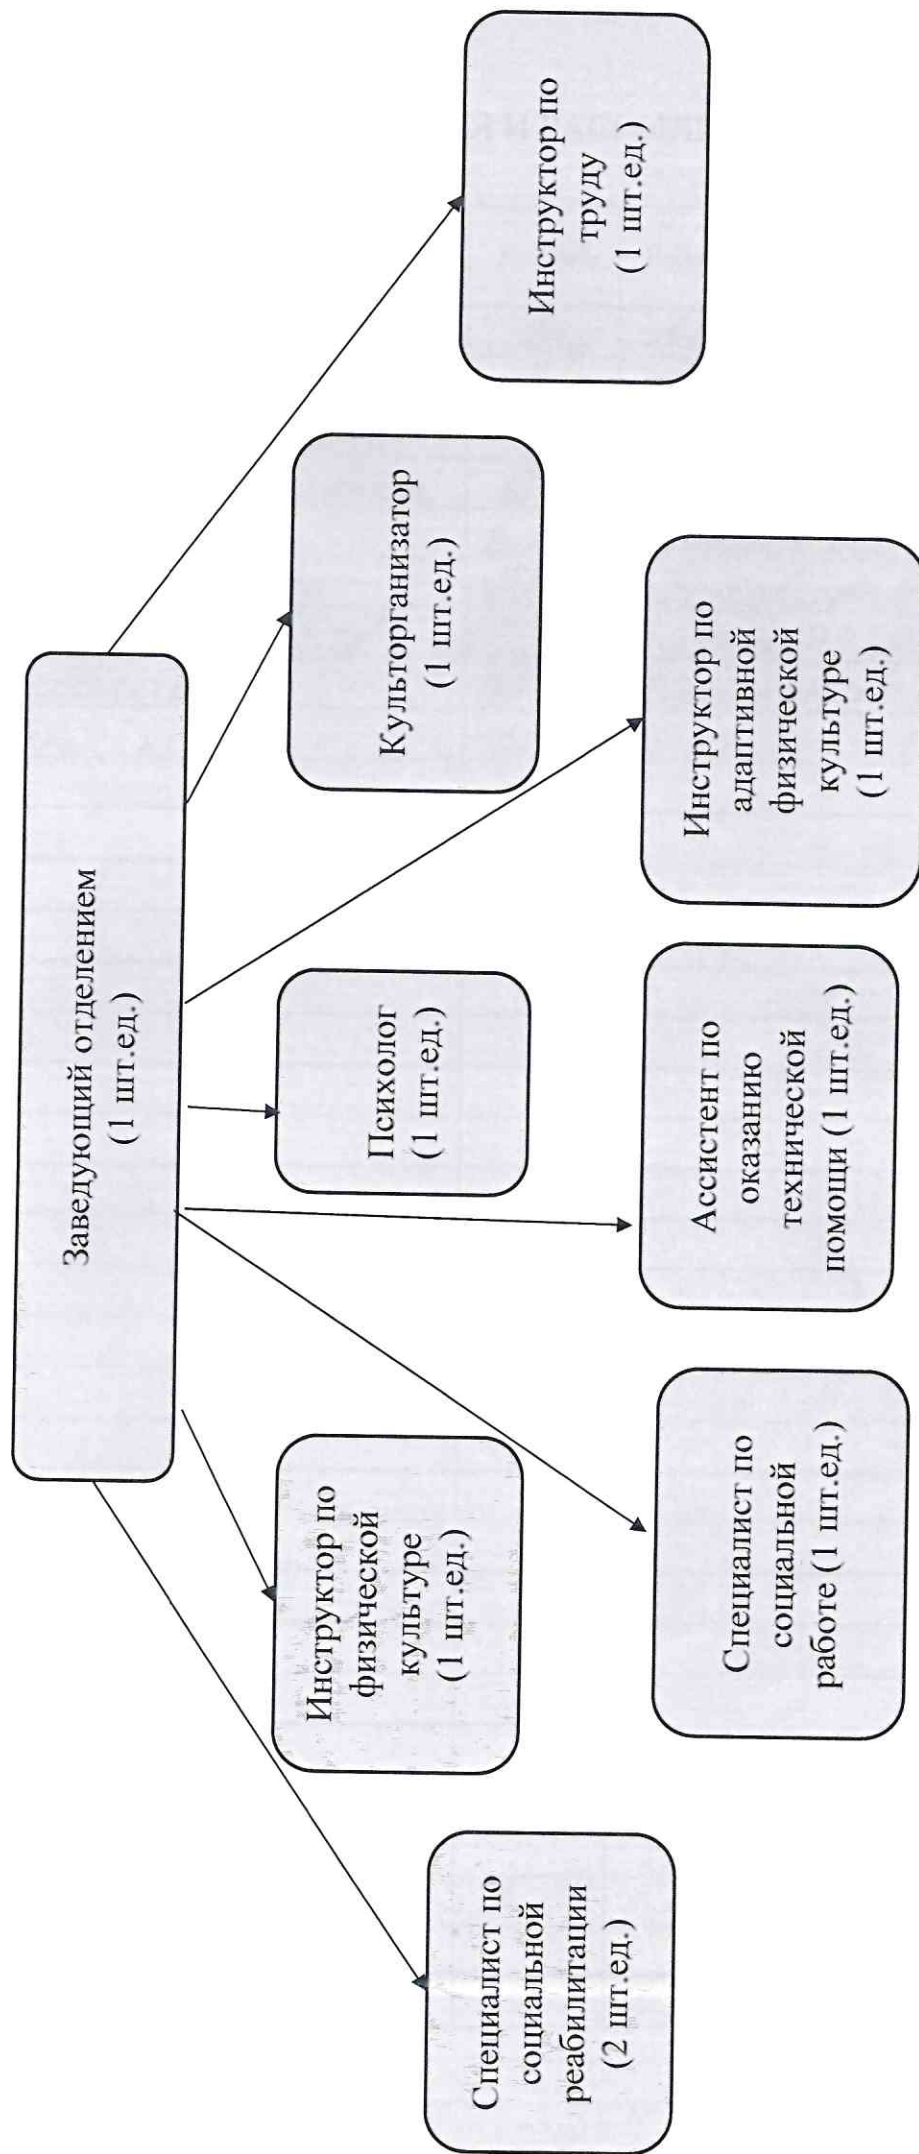 Заведующий отделением
(1 шт.ед.)
Специалист по
социальной
реабилитации
(2 шт.ед.)
Инструктор по
физической
культуре
(1 шт.ед.)
Психолог
(1 шт.ед.)
Культорганизатор
(1 шт.ед.)
Инструктор по
труду
(1 шт.ед.)
Специалист по
социальной
работе (1 шт.ед.)
Ассистент по
оказанию
технической
помощи (1 шт.ед.)
Инструктор по
адаптивной
физической
культуре
(1 шт.ед.)